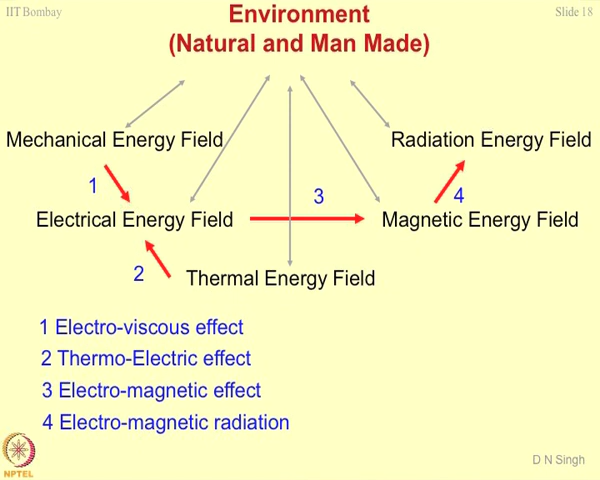 IIT Bombay
Slide 18
Environment
(Natural and Man Made)
Mechanical Energy Field
Radiation Energy Field
1
3
4
Electrical Energy Field
Magnetic Energy Field
2
Thermal Energy Field
1 Electro-viscous effect
2 Thermo-Electric effect
3 Electro-magnetic effect
4 Electro-magnetic radiation
D N Singh
NPTEL